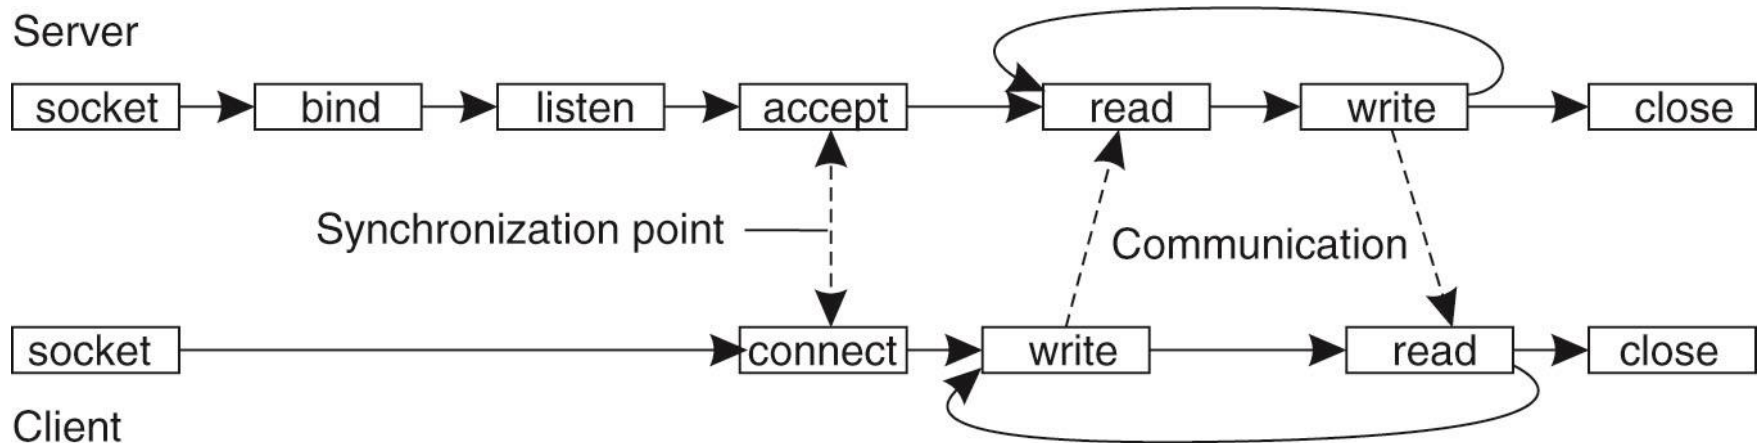 Server
socket bind listen accept read write close
Synchronization point
Communication
socket connect write read close
Client